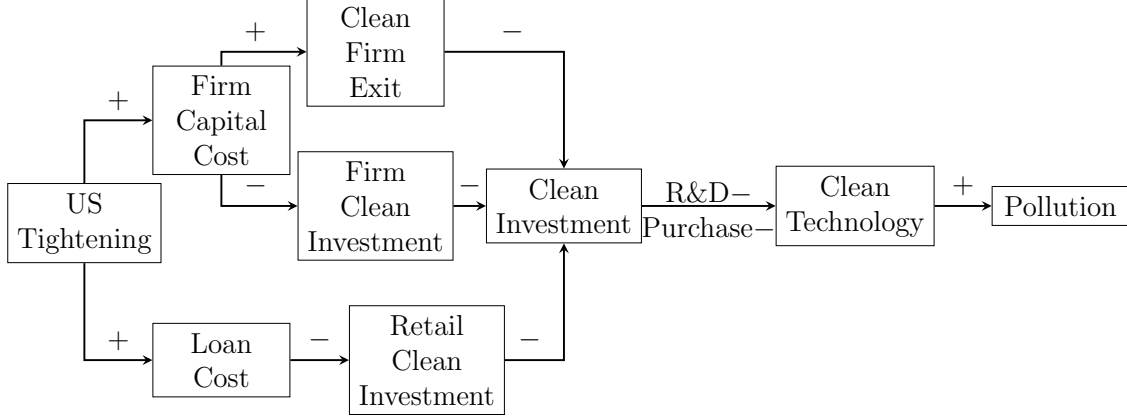 US
Tightening
+
Firm
Capital
Cost
+
Clean
Firm
Exit
−
−
Firm
Clean
Investment
−
+
Loan
Cost
−
Retail
Clean
Investment
−
Clean
Investment
R&D−
Purchase−
Clean
Technology
+
Pollution